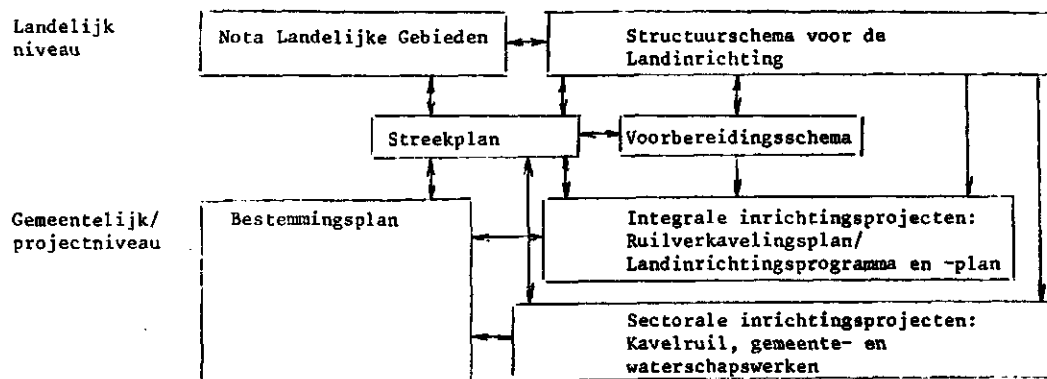 Landelijk
niveau
Nota Landelijke Gebieden
Structuurschema voor de
Landinrichting
Streekplan
Voorbereidingsschema
Gemeentelijk/
projectniveau
Bestemmingsplan
Integrale inrichtingsprojecten:
Ruilverkavelingsplan/
Landinrichtingsprogramma en -plan
Sectorale inrichtingsprojecten:
Kavelruil, gemeente- en
waterschapswerken